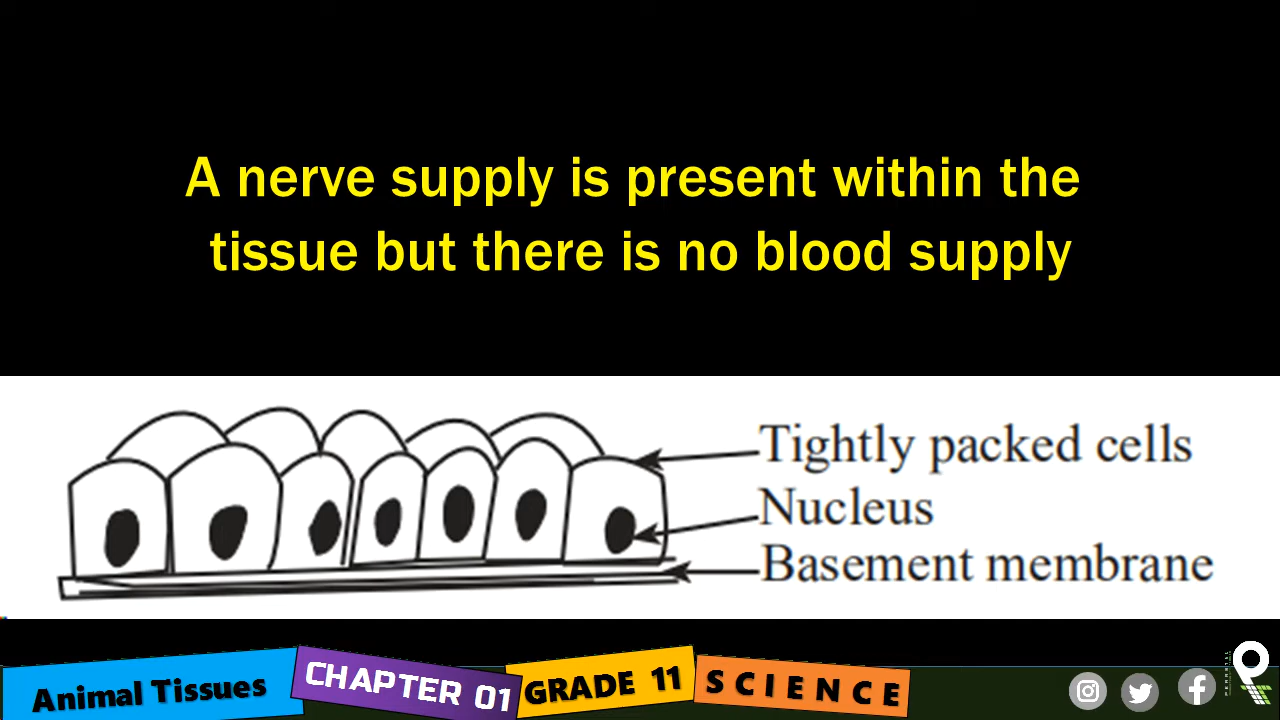 A nerve supply is present within the
tissue but there is no blood supply
Tightly packed cells
Nucleus
Basement membrane
Animal Tissues
CHAPTER 01
GRADE 11
SCIENCE